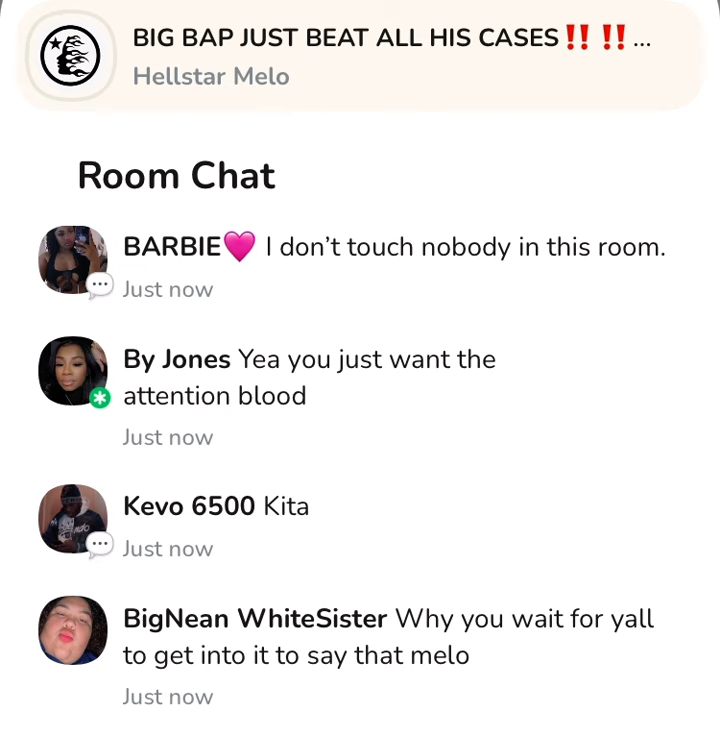 BIG BAP JUST BEAT ALL HIS CASES‼️ ‼️...
Hellstar Melo
Room Chat
BARBIE🩷 I don’t touch nobody in this room.
Just now
By Jones Yea you just want the
attention blood
Just now
Kevo 6500 Kita
Just now
BigNean WhiteSister Why you wait for yall
to get into it to say that melo
Just now